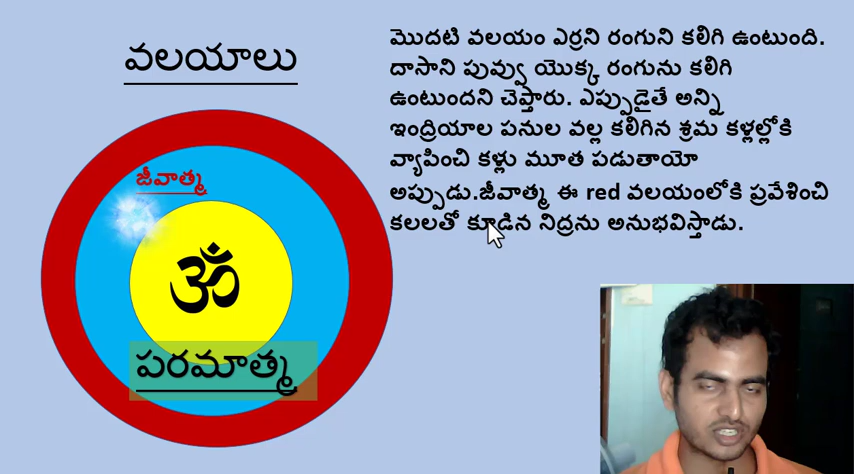 వలయాలు
జీవాత్మ
ॐ
పరమాత్మ
మొదటి వలయం ఎర్రని రంగుని కలిగి ఉంటుంది.
దాసాని పువ్వు యొక్క రంగును కలిగి
ఉంటుందని చెప్తారు. ఎప్పుడైతే అన్ని
ఇంద్రియాల పనుల వల్ల కలిగిన శ్రమ కళ్లల్లోకి
వ్యాపించి కళ్లు మూత పడుతాయో
అప్పుడు.జీవాత్మ ఈ red వలయంలోకి ప్రవేశించి
కలలతో కూడిన నిద్రను అనుభవిస్తాడు.